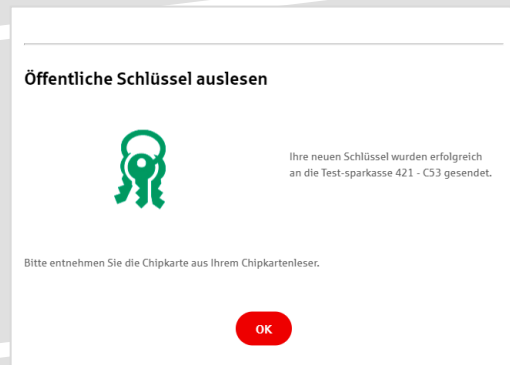 Öffentliche Schlüssel auslesen
Ihre neuen Schlüssel wurden erfolgreich
an die Test-sparkasse 421 - C53 gesendet.
Bitte entnehmen Sie die Chipkarte aus Ihrem Chipkartenleser.
OK